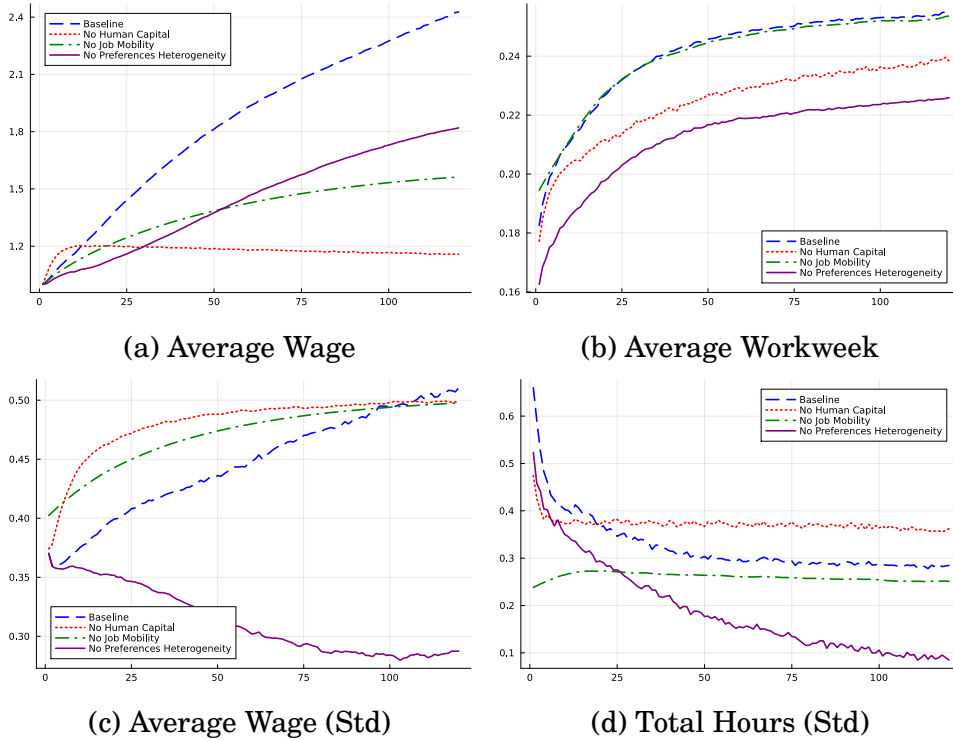 2.4
2.1
1.8
1.5
1.2
Baseline
No Human Capital
No Job Mobility
No Preferences Heterogeneity
0 25 50 75 100
(a) Average Wage
0.24
0.22
0.20
0.18
0.16
Baseline
No Human Capital
No Job Mobility
No Preferences Heterogeneity
0 25 50 75 100
(b) Average Workweek
0.50
0.45
0.40
0.35
0.30
Baseline
No Human Capital
No Job Mobility
No Preferences Heterogeneity
0 25 50 75 100
(c) Average Wage (Std)
0.6
0.5
0.4
0.3
0.2
0.1
Baseline
No Human Capital
No Job Mobility
No Preferences Heterogeneity
0 25 50 75 100
(d) Total Hours (Std)